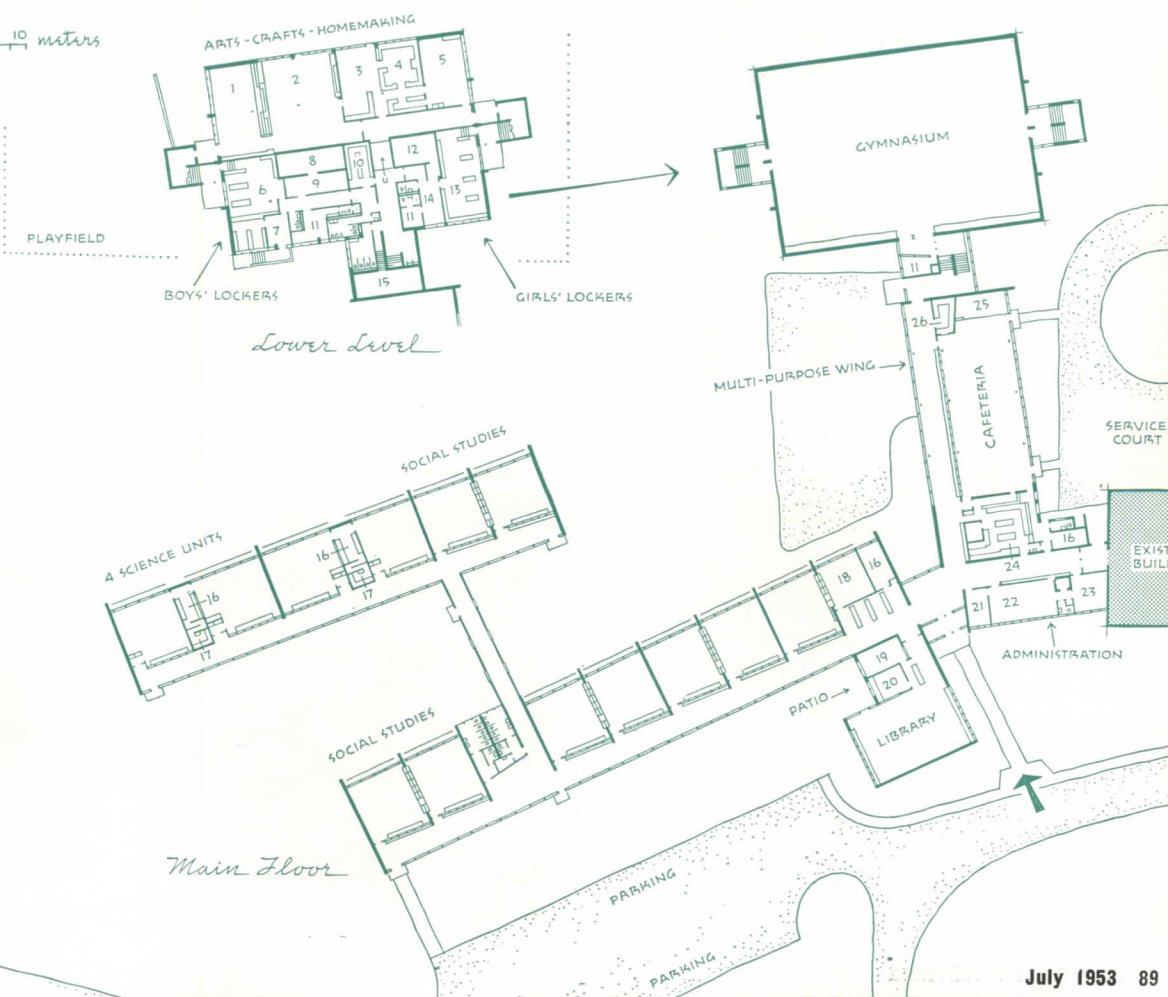 10 meters
ARTS - CRAFTS - HOMEMAKING
1
2
3
4
5
6
7
8
9
10
11
11
12
13
14
15
PLAYFIELD
BOYS' LOCKERS
GIRLS' LOCKERS
Lower Level
GYMNASIUM
11
25
26
MULTI-PURPOSE WING
CAFETERIA
SERVICE
COURT
16
24
EXIST
BUIL
21
22
23
ADMINISTRATION
SOCIAL STUDIES
4 SCIENCE UNITS
16
17
16
17
18
16
19
20
PATIO
LIBRARY
SOCIAL STUDIES
Main Floor
PARKING
PARKING
July 1953 89